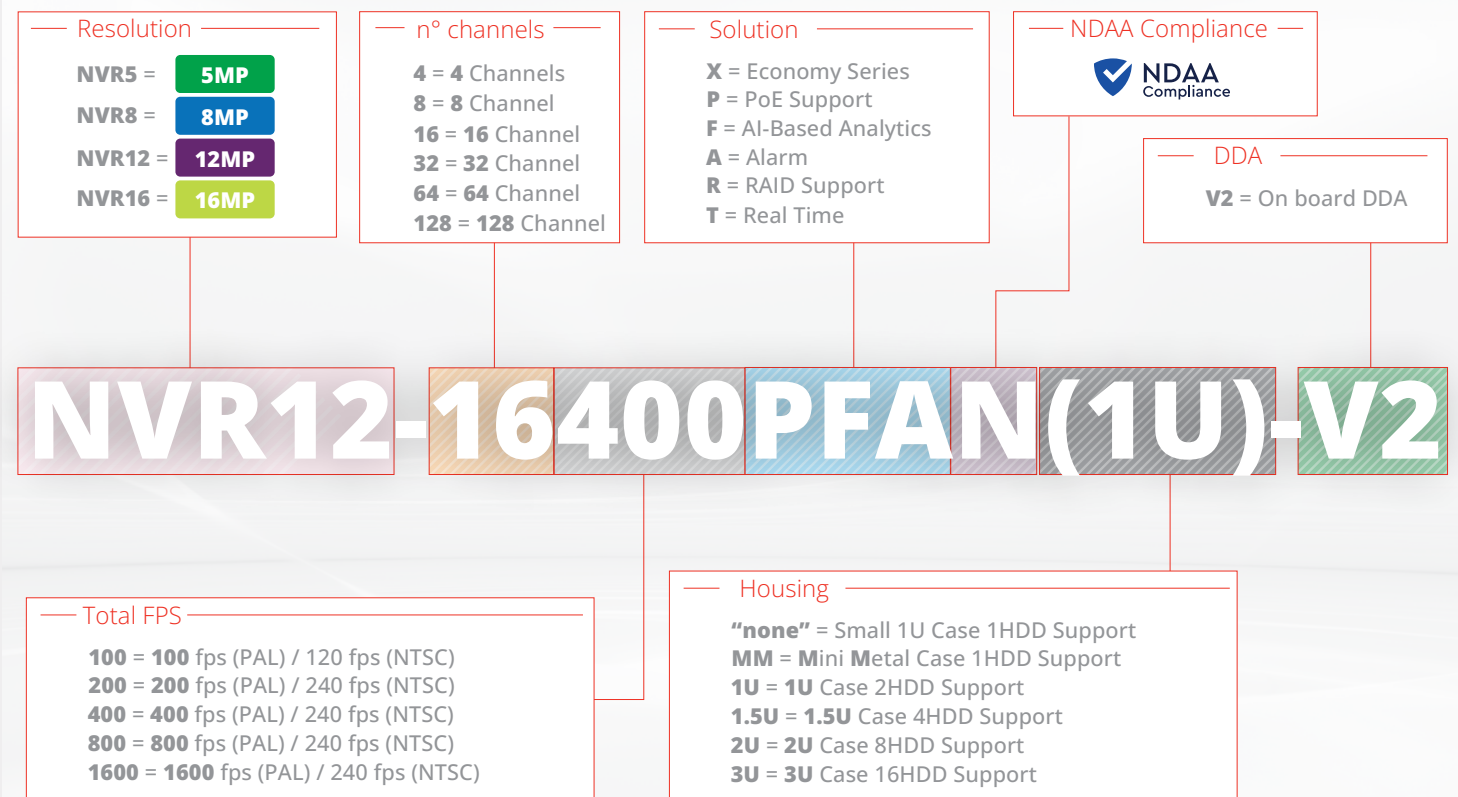 Resolution
NVR5 = 5MP
NVR8 = 8MP
NVR12 = 12MP
NVR16 = 16MP
n° channels
4 = 4 Channels
8 = 8 Channel
16 = 16 Channel
32 = 32 Channel
64 = 64 Channel
128 = 128 Channel
Solution
X = Economy Series
P = PoE Support
F = AI-Based Analytics
A = Alarm
R = RAID Support
T = Real Time
NDAA Compliance
NDAA
Compliance
DDA
V2 = On board DDA
NVR12-16400PFAN(1U)-V2
Total FPS
100 = 100 fps (PAL) / 120 fps (NTSC)
200 = 200 fps (PAL) / 240 fps (NTSC)
400 = 400 fps (PAL) / 240 fps (NTSC)
800 = 800 fps (PAL) / 240 fps (NTSC)
1600 = 1600 fps (PAL) / 240 fps (NTSC)
Housing
“none” = Small 1U Case 1HDD Support
MM = Mini Metal Case 1HDD Support
1U = 1U Case 2HDD Support
1.5U = 1.5U Case 4HDD Support
2U = 2U Case 8HDD Support
3U = 3U Case 16HDD Support